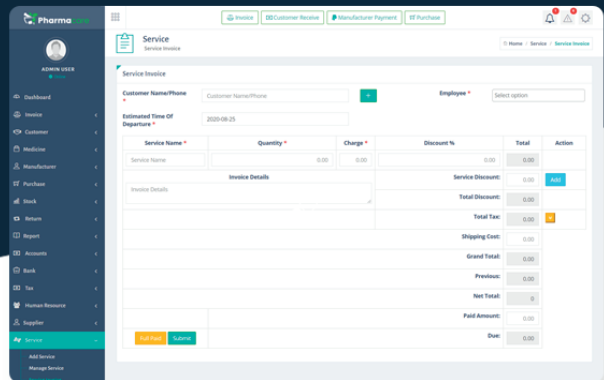 Pharmacare
Invoice
Customer Receive
Manufacturer Payment
Purchase
ADMIN USER
Service
Service Invoice
Home / Service / Service Invoice
Dashboard
Invoice
Customer
Medicine
Manufacturer
Purchase
Stock
Return
Report
Accounts
Bank
Tax
Human Resource
Supplier
Service
Add Service
Manage Service
Service Invoice
Customer Name/Phone *
Customer Name/Phone
+
Employee *
Select option
Estimated Time Of Departure *
2020-08-25
Service Name * Quantity * Charge * Discount % Total Action
Service Name 0.00 0.00 0.00 0.00
Invoice Details
Invoice Details
Service Discount: 0.00 Add
Total Discount: 0.00
Total Tax: 0.00
Shipping Cost: 0.00
Grand Total: 0.00
Previous: 0.00
Net Total: 0
Paid Amount: 0.00
Full Paid Submit Due: 0.00